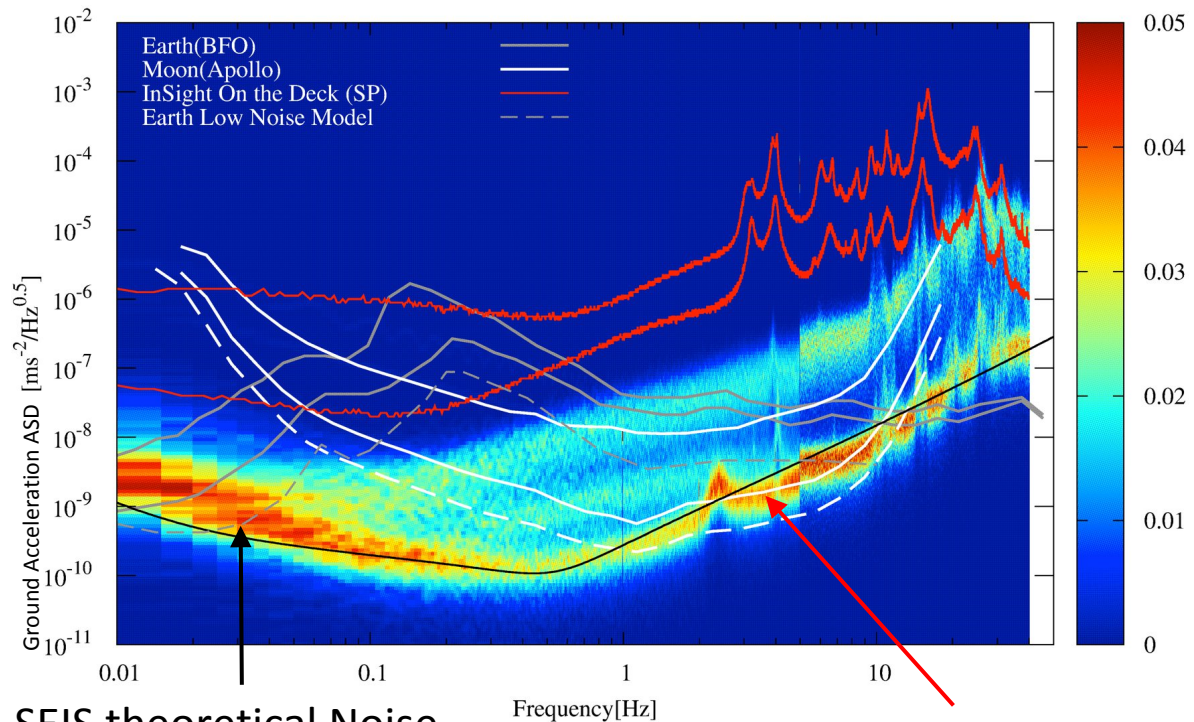 10^-2
10^-3
10^-4
10^-5
10^-6
10^-7
10^-8
10^-9
10^-10
10^-11
Ground Acceleration ASD [ms^-2/Hz^0.5]
Earth(BFO)
Moon(Apollo)
InSight On the Deck (SP)
Earth Low Noise Model
0.05
0.04
0.03
0.02
0.01
0
0.01
0.1
1
10
Frequency[Hz]
SEIS theoretical Noise